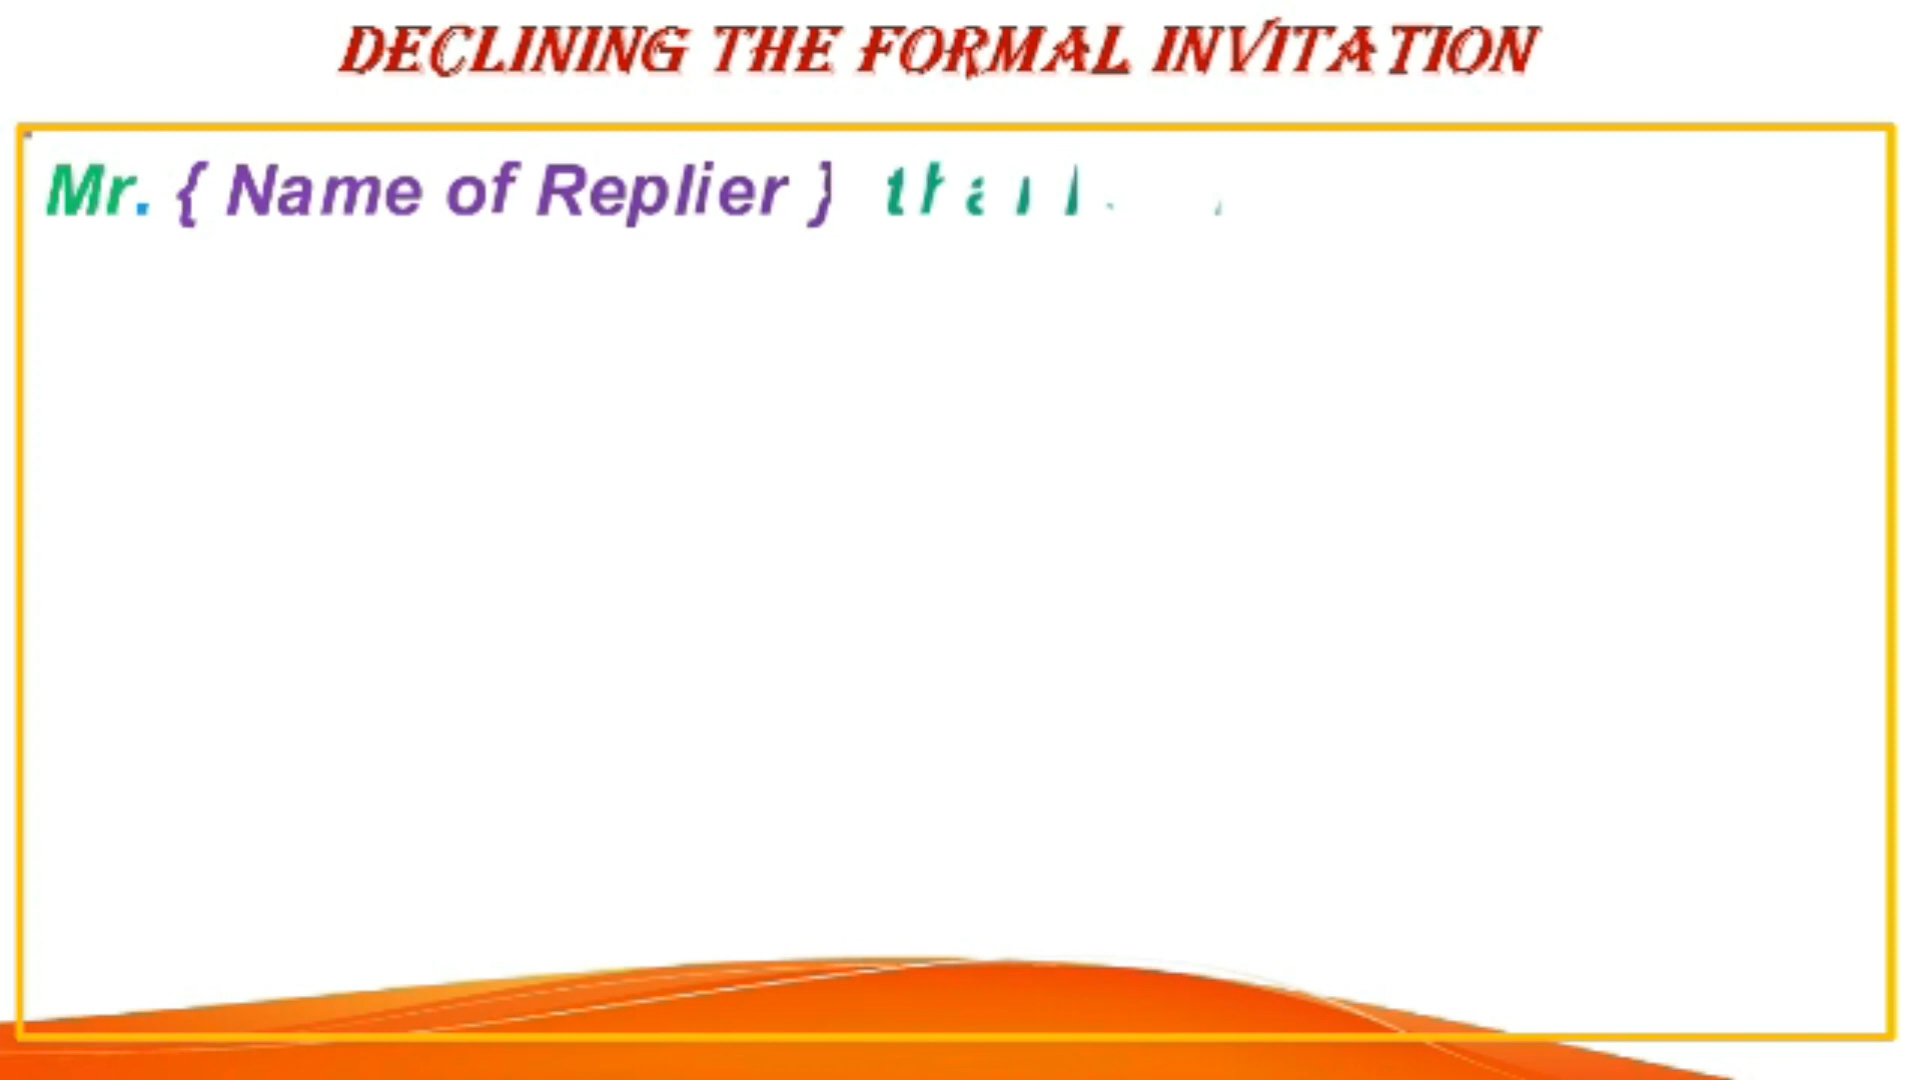 DECLINING THE FORMAL INVITATION
Mr. { Name of Replier }